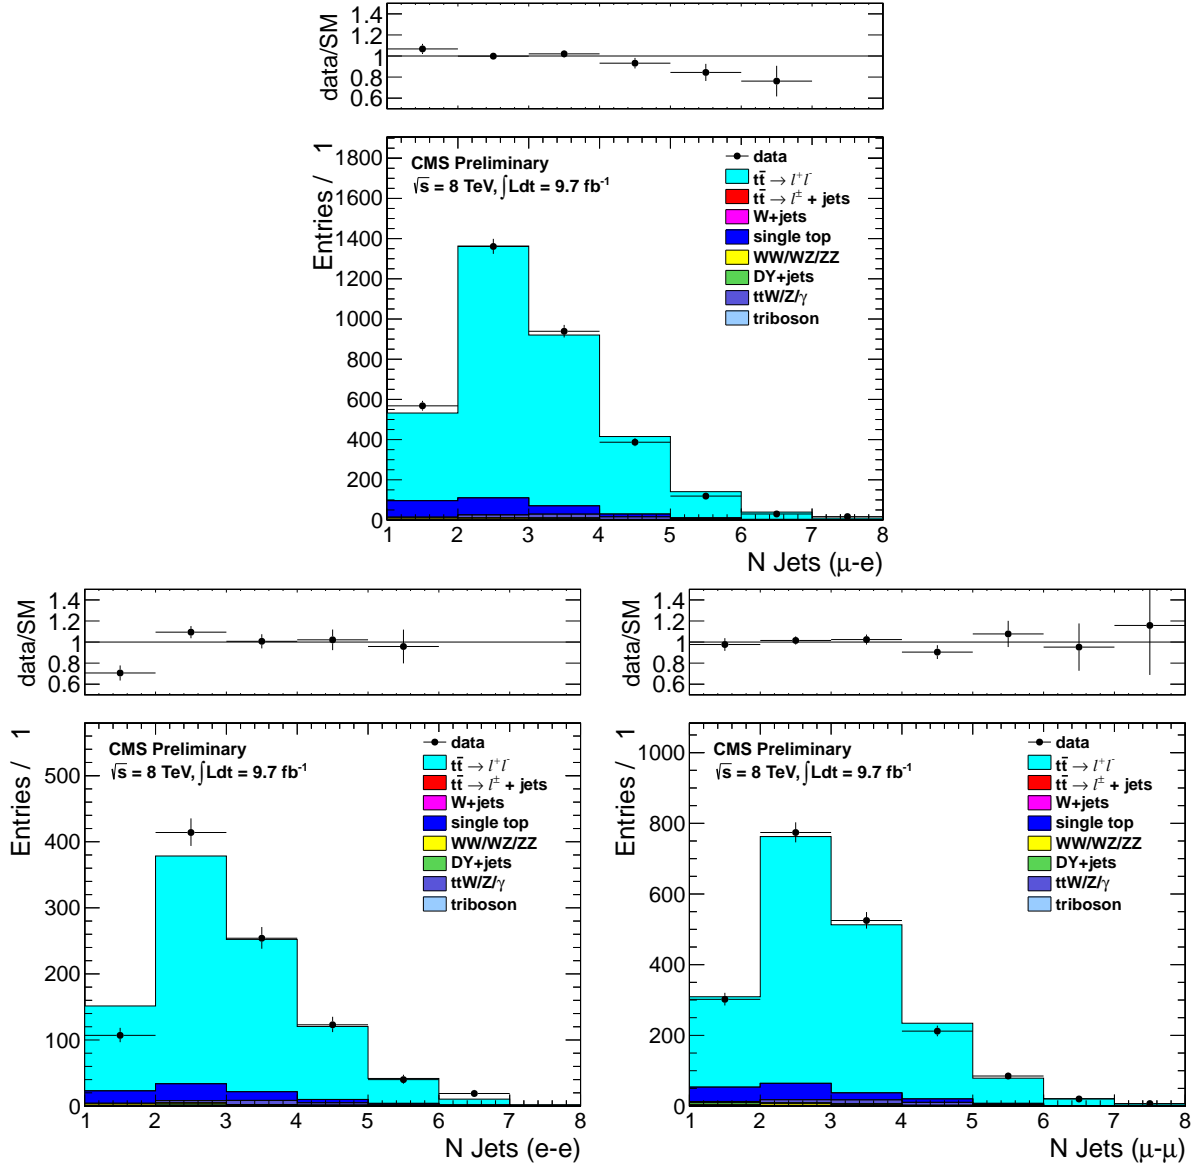 data/SM
1.4
1.2
1
0.8
0.6
Entries / 1
1800
1600
1400
1200
1000
800
600
400
200
0
CMS Preliminary
√s = 8 TeV, ∫Ldt = 9.7 fb⁻¹
data
tt̄ → l⁺l⁻
tt̄ → l± + jets
W+jets
single top
WW/WZ/ZZ
DY+jets
ttW/Z/γ
triboson
1 2 3 4 5 6 7 8
N Jets (μ-e)
data/SM
1.4
1.2
1
0.8
0.6
Entries / 1
500
400
300
200
100
0
CMS Preliminary
√s = 8 TeV, ∫Ldt = 9.7 fb⁻¹
data
tt̄ → l⁺l⁻
tt̄ → l± + jets
W+jets
single top
WW/WZ/ZZ
DY+jets
ttW/Z/γ
triboson
1 2 3 4 5 6 7 8
N Jets (e-e)
data/SM
1.4
1.2
1
0.8
0.6
Entries / 1
1000
800
600
400
200
0
CMS Preliminary
√s = 8 TeV, ∫Ldt = 9.7 fb⁻¹
data
tt̄ → l⁺l⁻
tt̄ → l± + jets
W+jets
single top
WW/WZ/ZZ
DY+jets
ttW/Z/γ
triboson
1 2 3 4 5 6 7 8
N Jets (μ-μ)